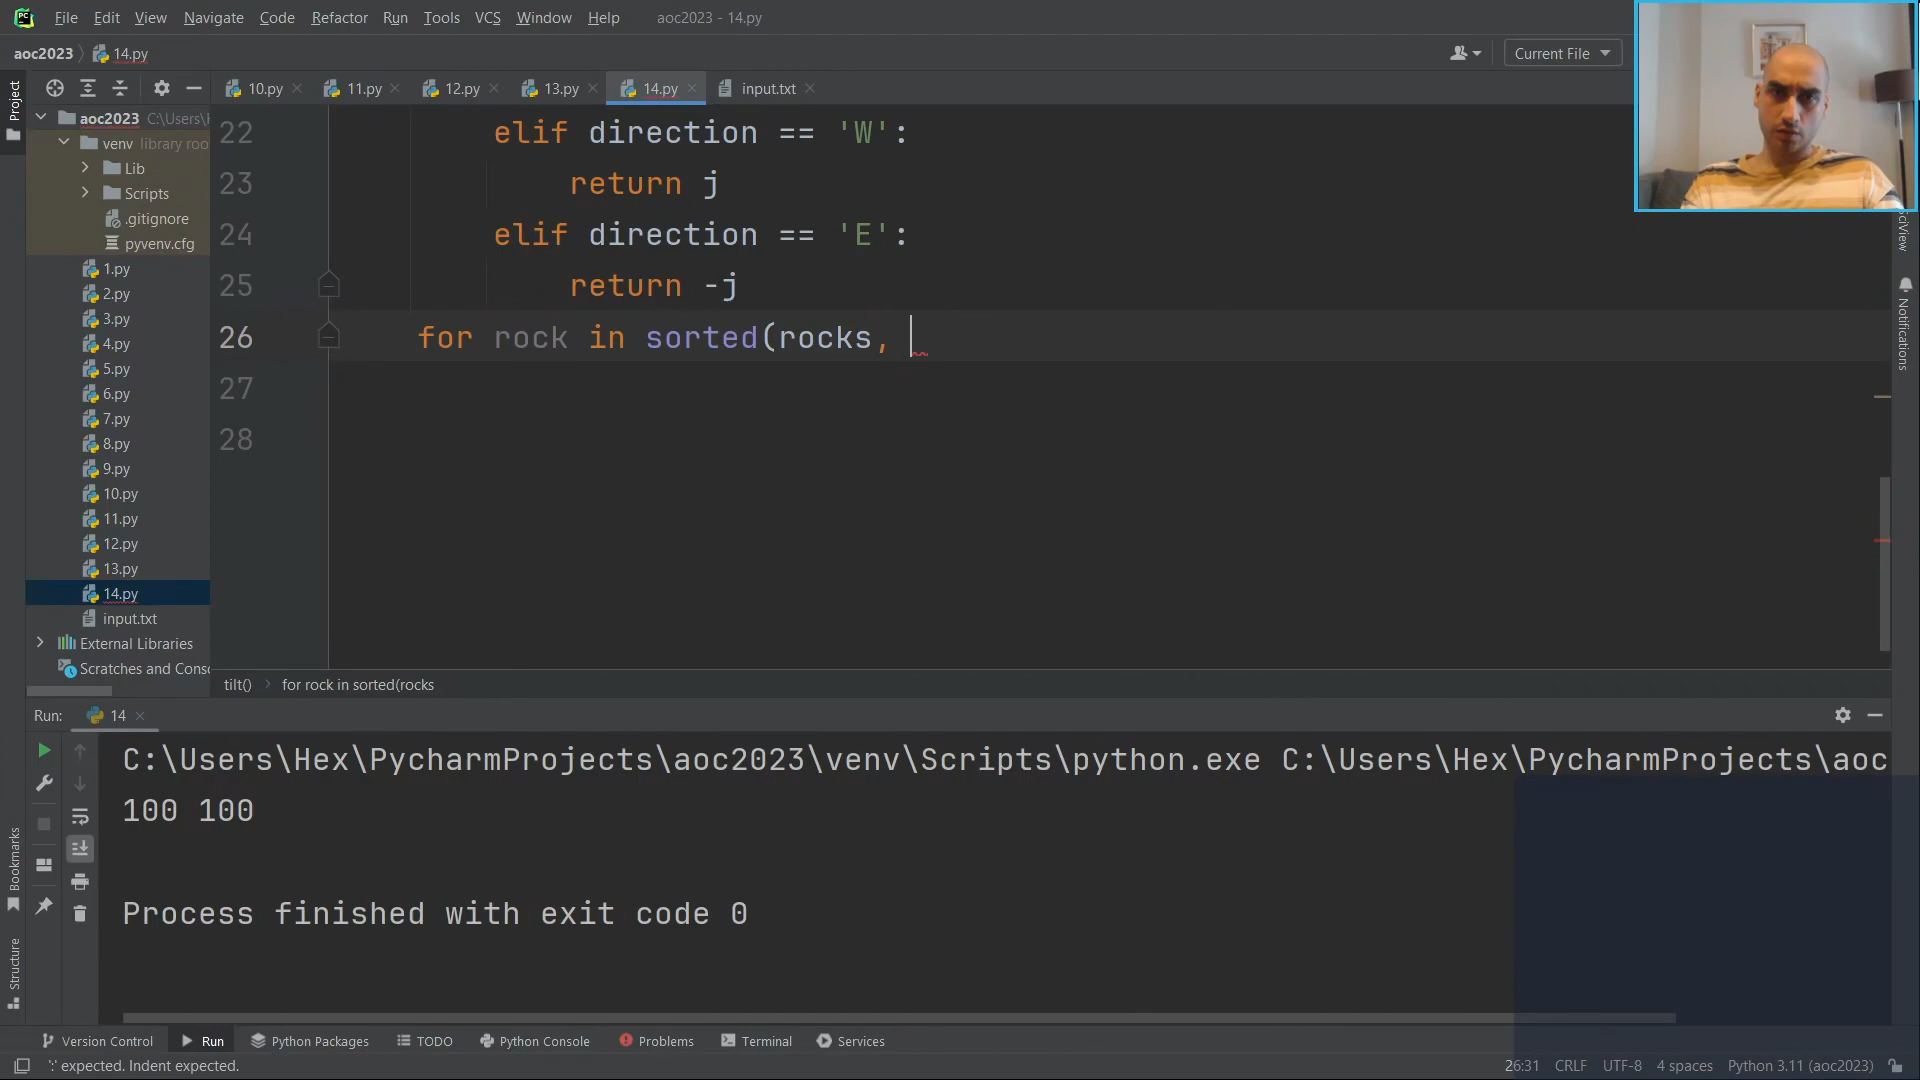 File Edit View Navigate Code Refactor Run Tools VCS Window Help aoc2023 - 14.py
aoc2023 14.py
Current File
Project
10.py 11.py 12.py 13.py 14.py input.txt
aoc2023 C:\Users\
venv library roo
Lib
Scripts
.gitignore
pyvenv.cfg
1.py
2.py
3.py
4.py
5.py
6.py
7.py
8.py
9.py
10.py
11.py
12.py
13.py
14.py
input.txt
External Libraries
Scratches and Conso
22 elif direction == 'W':
23 return j
24 elif direction == 'E':
25 return -j
26 for rock in sorted(rocks,
27
28
SciView
Notifications
tilt() for rock in sorted(rocks
Run: 14
C:\Users\Hex\PycharmProjects\aoc2023\venv\Scripts\python.exe C:\Users\Hex\PycharmProjects\aoc
100 100
Process finished with exit code 0
Bookmarks
Structure
Version Control Run Python Packages TODO Python Console Problems Terminal Services
':' expected. Indent expected.
26:31 CRLF UTF-8 4 spaces Python 3.11 (aoc2023)